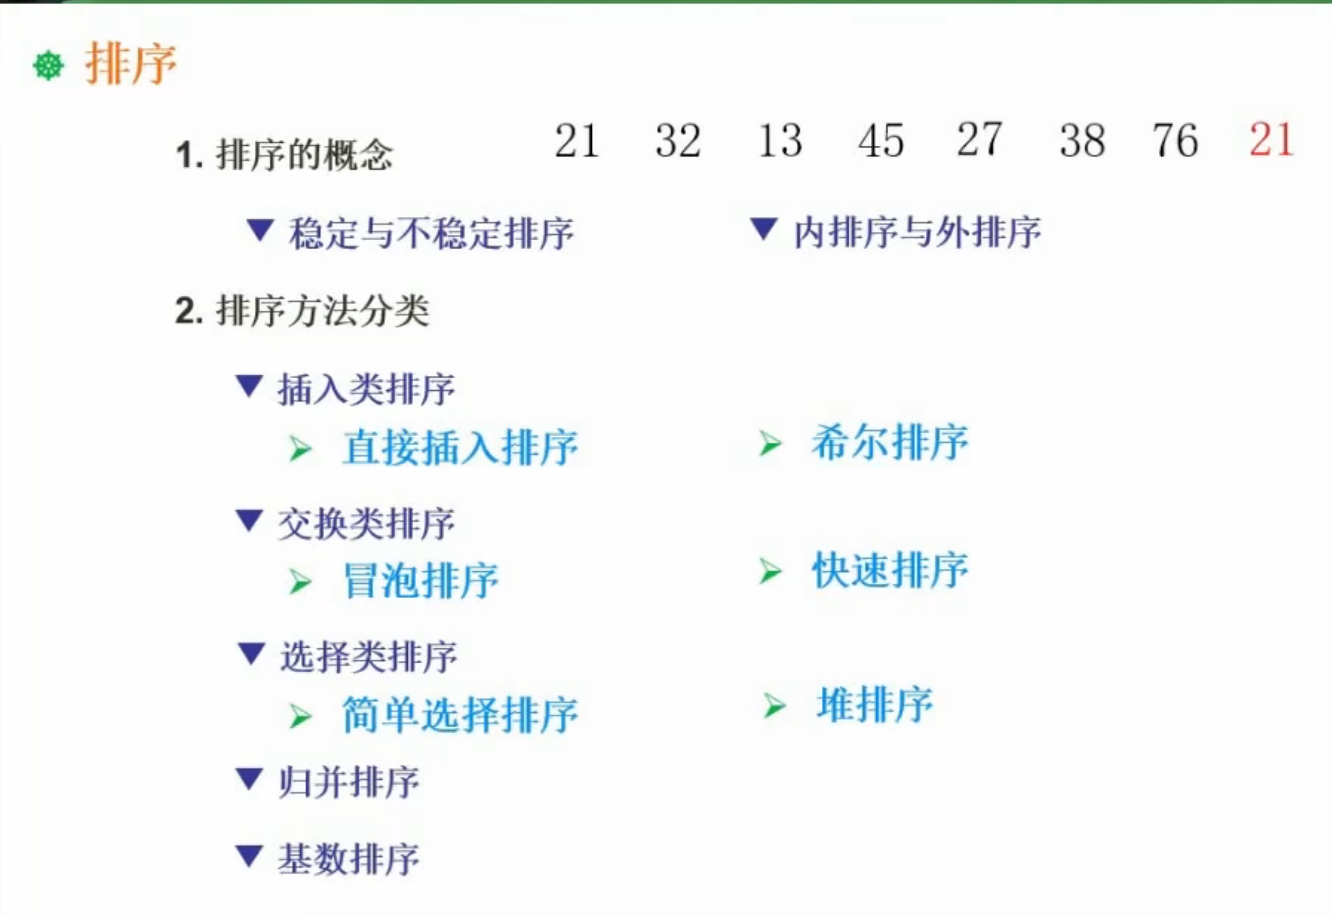 排序
1. 排序的概念 21 32 13 45 27 38 76 21
稳定与不稳定排序 内排序与外排序
2. 排序方法分类
插入类排序
直接插入排序 希尔排序
交换类排序
冒泡排序 快速排序
选择类排序
简单选择排序 堆排序
归并排序
基数排序